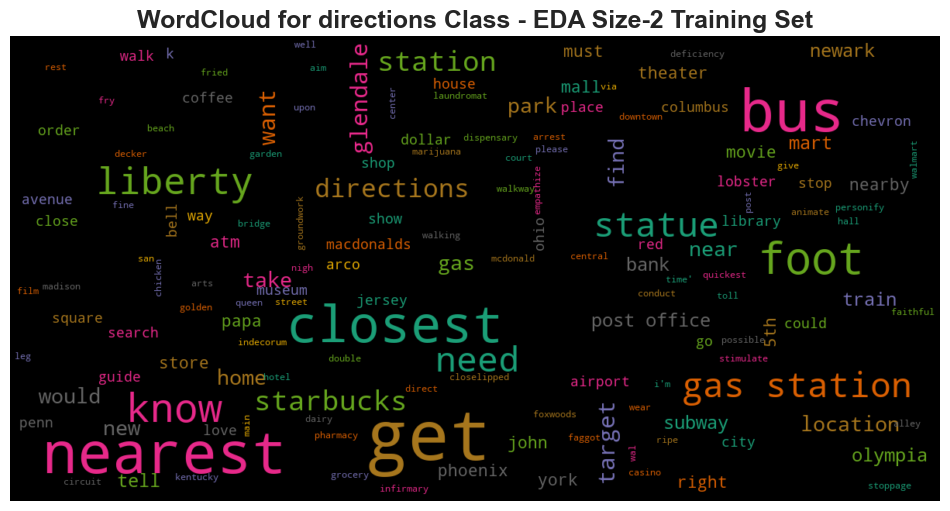 WordCloud for directions Class - EDA Size-2 Training Set
well
walk
k
station
must
deficiency
newark
rest
fried
aim
glendale
house
mall
via
theater
fry
coffee
upon
center
laundromat
park
place
columbus
bus
chevron
want
downtown
order
beach
dollar
dispensary
arrest
find
movie
mart
decker
garden
shop
marijuana
court
please
give
walmart
liberty
directions
walkway
empathize
lobster
stop
nearby
avenue
fine
close
bell
way
bridge
groundwork
show
statue
post
library
animate
personify
hall
atm
macdonalds
walking
ohio
red
near
foot
san
chicken
arco
gas
mcdonald
central
bank
time'
quickest
film
madison
arts
take
nigh
museum
conduct
toll
train
faithful
golden
queen
street
jersey
square
search
papa
closest
post office
5th
could
leg
indecorum
need
go
possible
store
double
stimulate
guide
home
hotel
closelipped
airport
i'm
gas station
would
know
starbucks
direct
wear
penn
new
love
main
dairy
get
foxwoods
target
subway
location
alley
nearest
pharmacy
john
faggot
wal
ripe
city
olympia
circuit
tell
kentucky
grocery
infirmary
phoenix
york
casino
right
stoppage